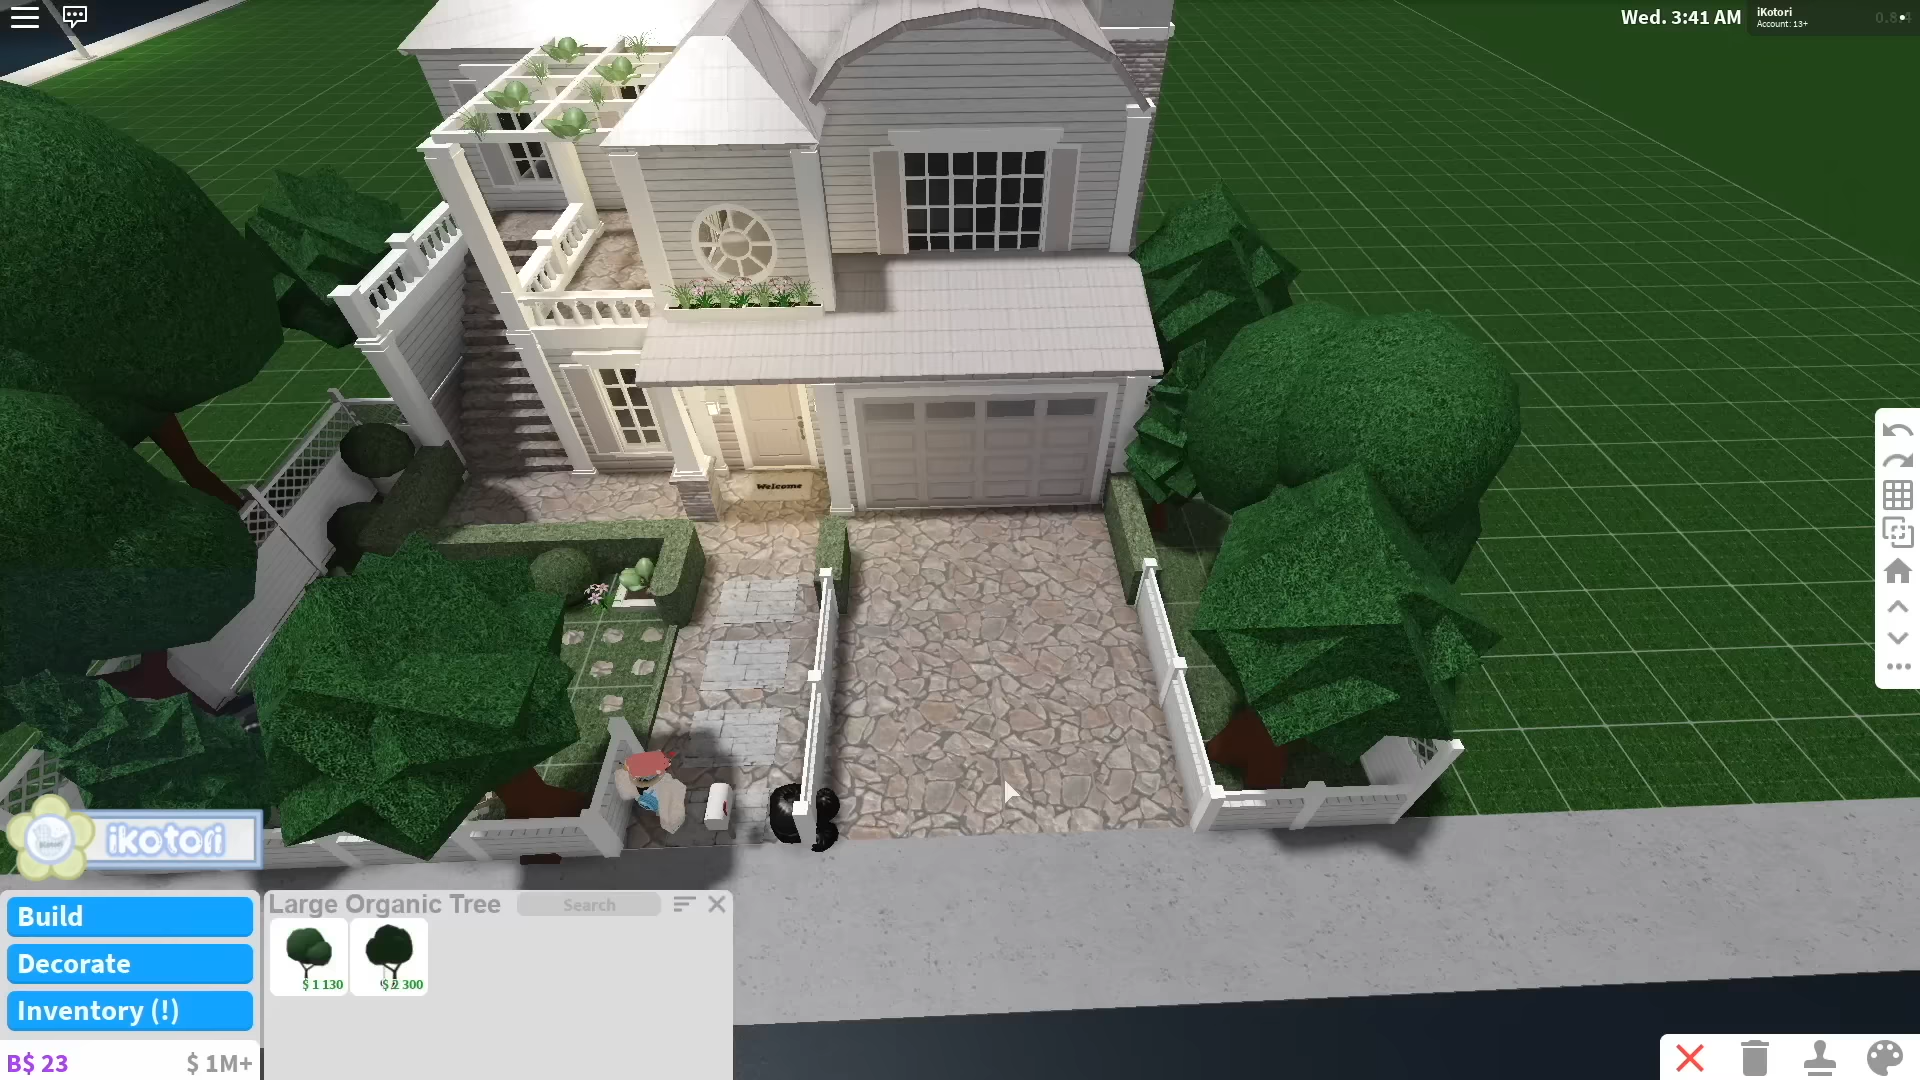 Wed. 3:41 AM
iKotori
Account: 13+
Welcome
ikotori
Build
Decorate
Inventory (!)
B$ 23
$ 1M+
Large Organic Tree
Search
$ 1 130
$ 2 300